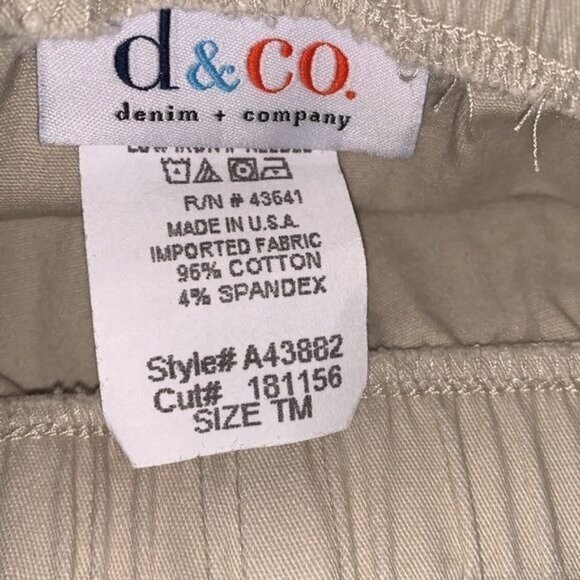 d&co.
denim + company
R/N # 43641
MADE IN U.S.A.
IMPORTED FABRIC
96% COTTON
4% SPANDEX
Style# A43882
Cut# 181156
SIZE TM